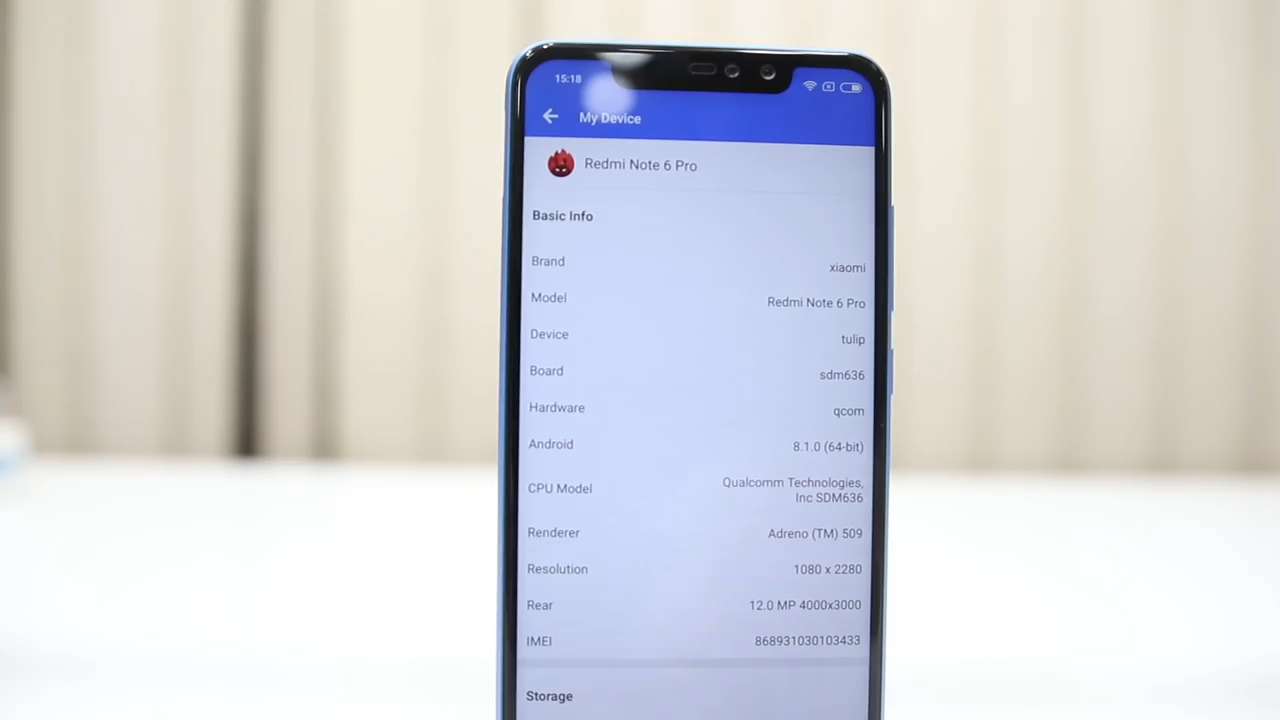 15:18
My Device
Redmi Note 6 Pro
Basic Info
Brand xiaomi
Model Redmi Note 6 Pro
Device tulip
Board sdm636
Hardware qcom
Android 8.1.0 (64-bit)
CPU Model Qualcomm Technologies,
Inc SDM636
Renderer Adreno (TM) 509
Resolution 1080 x 2280
Rear 12.0 MP 4000x3000
IMEI 868931030103433
Storage